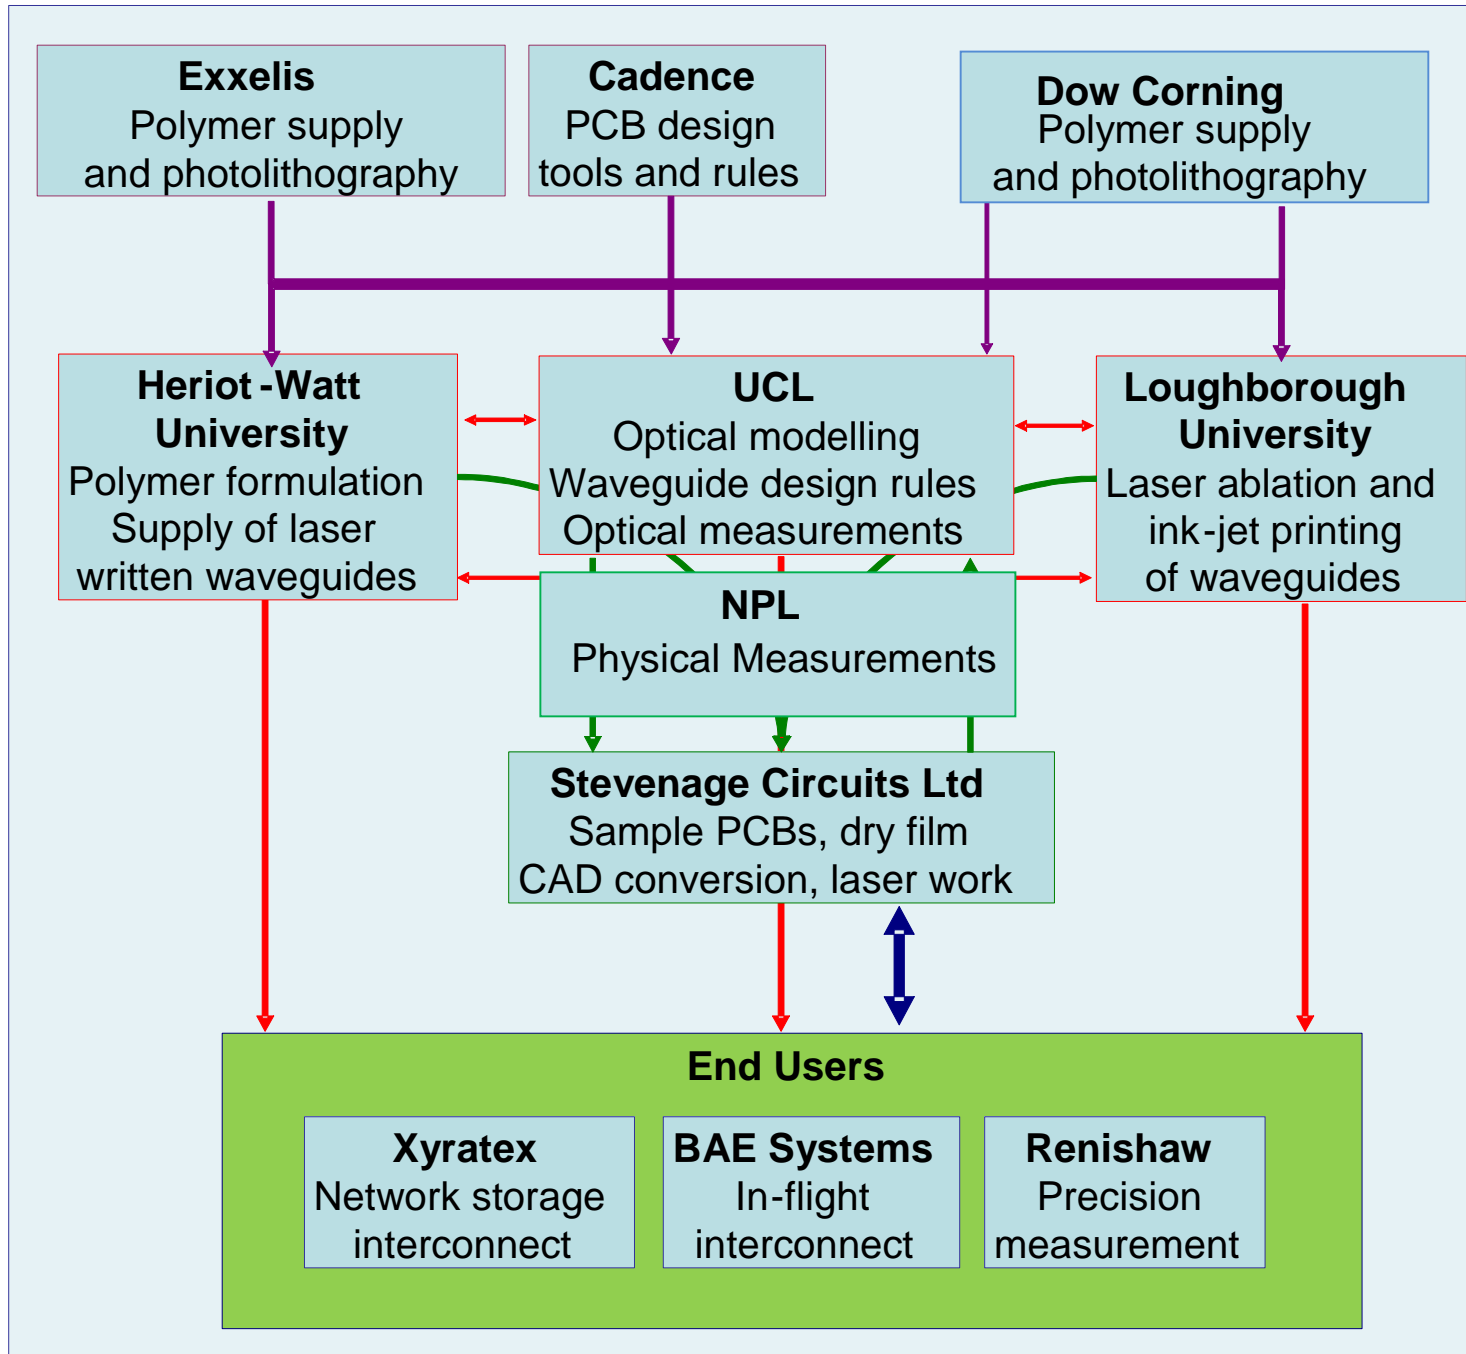 Exxelis
Polymer supply
and photolithography
Cadence
PCB design
tools and rules
Dow Corning
Polymer supply
and photolithography
Heriot-Watt
University
Polymer formulation
Supply of laser
written waveguides
UCL
Optical modelling
Waveguide design rules
Optical measurements
Loughborough
University
Laser ablation and
ink-jet printing
of waveguides
NPL
Physical Measurements
Stevenage Circuits Ltd
Sample PCBs, dry film
CAD conversion, laser work
End Users
Xyratex
Network storage
interconnect
BAE Systems
In-flight
interconnect
Renishaw
Precision
measurement